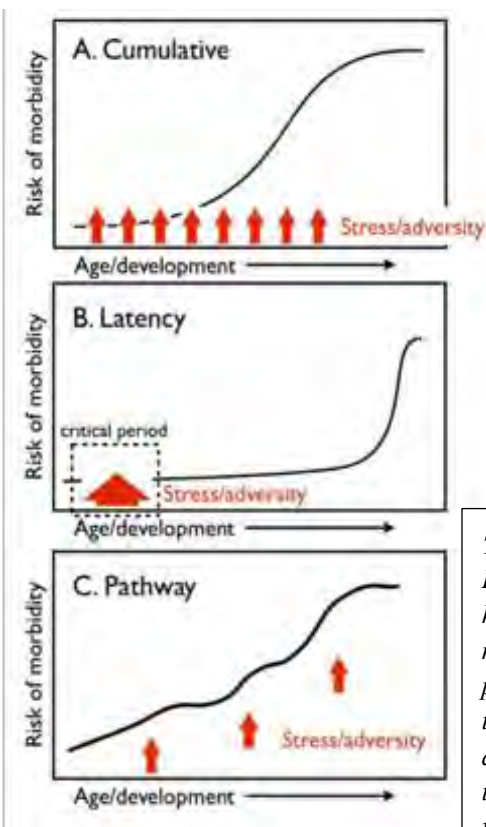 A. Cumulative
Risk of morbidity
Stress/adversity
Age/development
B. Latency
Risk of morbidity
critical period
Stress/adversity
Age/development
C. Pathway
Risk of morbidity
Stress/adversity
Age/development